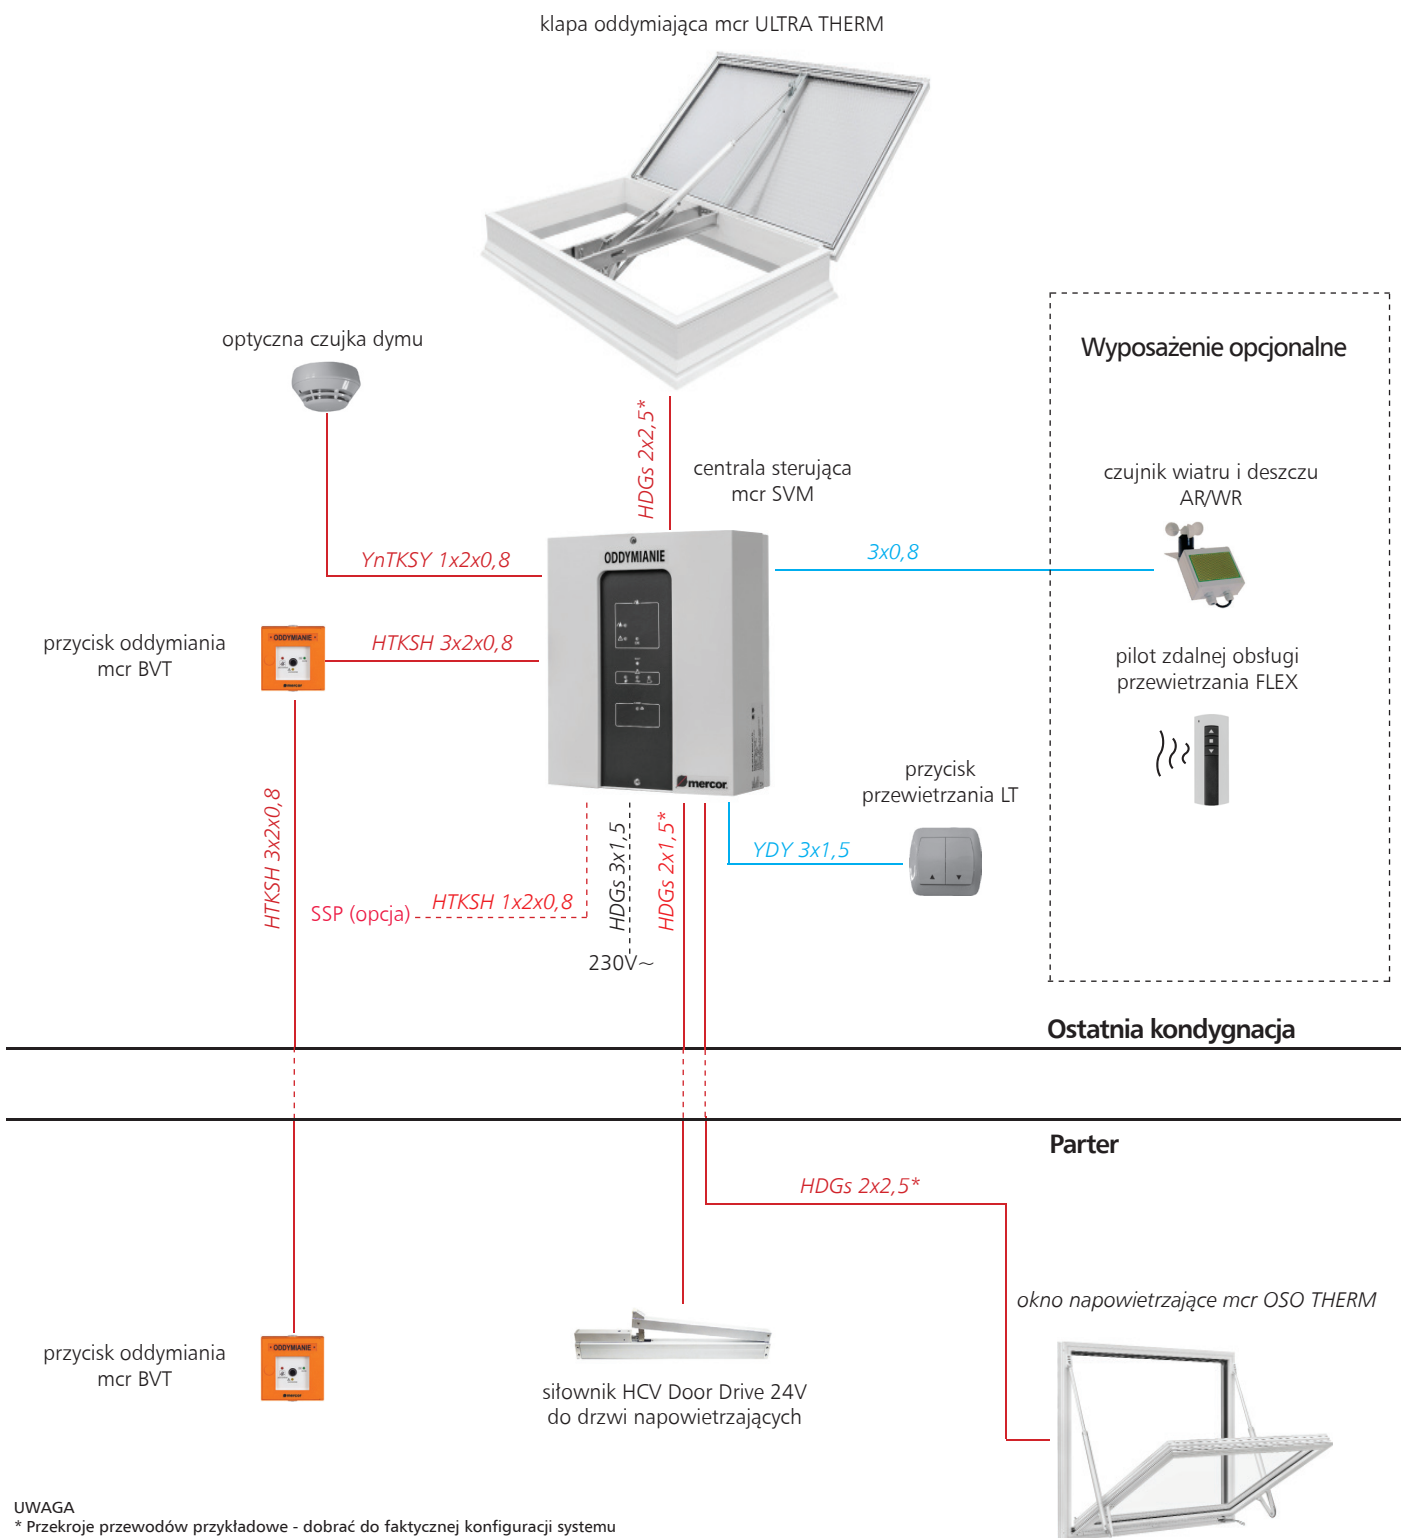 klapa oddymiająca mcr ULTRA THERM
optyczna czujka dymu
Wyposażenie opcjonalne
HDGs 2x2,5*
centrala sterująca
mcr SVM
czujnik wiatru i deszczu
AR/WR
YnTKSY 1x2x0,8
ODDYMIANIE
3x0,8
przycisk oddymiania
mcr BVT
ODDYMIANIE
mercor
HTKSH 3x2x0,8
pilot zdalnej obsługi
przewietrzania FLEX
mercor
przycisk
przewietrzania LT
HTKSH 3x2x0,8
SSP (opcja)
HTKSH 1x2x0,8
HDGs 3x1,5
HDGs 2x1,5*
YDY 3x1,5
230V~
Ostatnia kondygnacja
Parter
HDGs 2x2,5*
okno napowietrzające mcr OSO THERM
przycisk oddymiania
mcr BVT
ODDYMIANIE
mercor
siłownik HCV Door Drive 24V
do drzwi napowietrzających
UWAGA
* Przekroje przewodów przykładowe - dobrać do faktycznej konfiguracji systemu